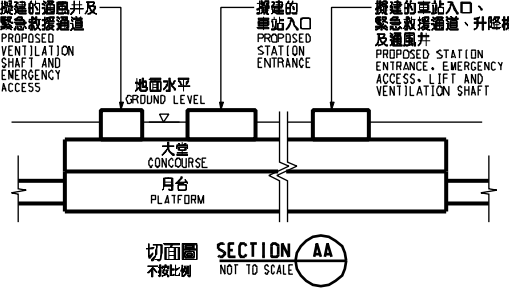 擬建的通風井及
緊急救援通道
PROPOSED
VENTILATION
SHAFT AND
EMERGENCY
ACCESS
擬建的
車站入口
PROPOSED
STATION
ENTRANCE
擬建的車站入口、
緊急救援通道、升降機
及通風井
PROPOSED STATION
ENTRANCE, EMERGENCY
ACCESS, LIFT AND
VENTILATION SHAFT
地面水平
GROUND LEVEL
大堂
CONCOURSE
月台
PLATFORM
切面圖
不按比例
SECTION AA
NOT TO SCALE